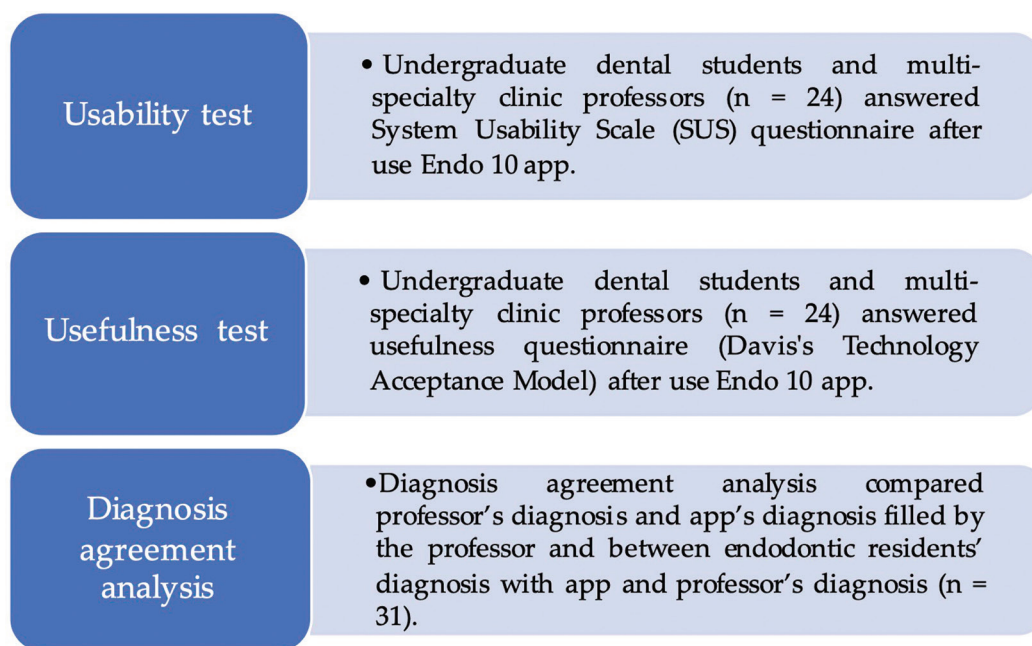 Usability test
• Undergraduate dental students and multi-
specialty clinic professors (n = 24) answered
System Usability Scale (SUS) questionnaire after
use Endo 10 app.
Usefulness test
• Undergraduate dental students and multi-
specialty clinic professors (n = 24) answered
usefulness questionnaire (Davis's Technology
Acceptance Model) after use Endo 10 app.
Diagnosis
agreement
analysis
•Diagnosis agreement analysis compared
professor’s diagnosis and app’s diagnosis filled by
the professor and between endodontic residents’
diagnosis with app and professor’s diagnosis (n =
31).